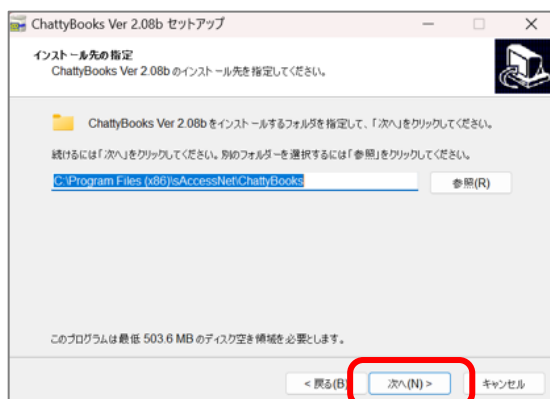 ChattyBooks Ver 2.08b セットアップ
インストール先の指定
ChattyBooks Ver 2.08b のインストール先を指定してください。
ChattyBooks Ver 2.08b をインストールするフォルダを指定して、「次へ」をクリックしてください。
続けるには「次へ」をクリックしてください。別のフォルダーを選択するには「参照」をクリックしてください。
C:\Program Files (x86)\sAccessNet\ChattyBooks
参照(R)
このプログラムは最低 503.6 MB のディスク空き領域を必要とします。
< 戻る(B)
次へ(N) >
キャンセル